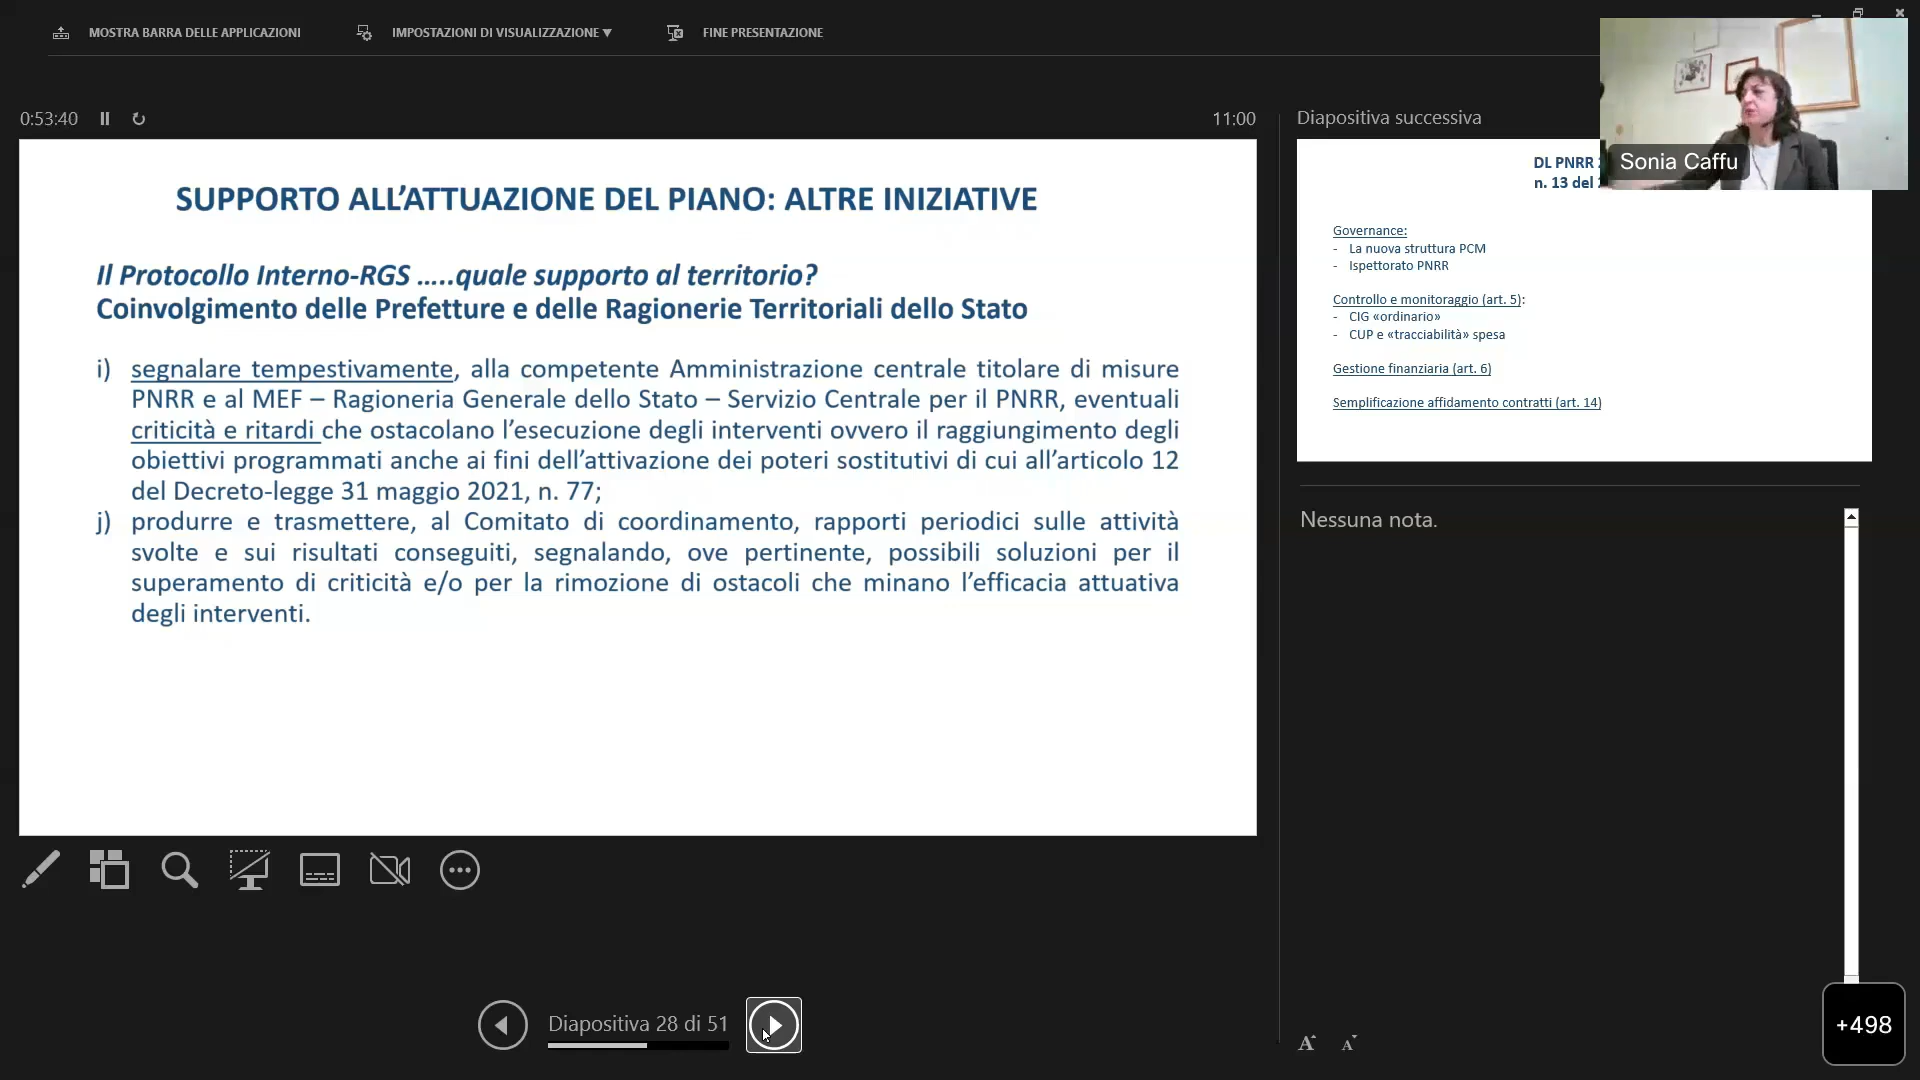 MOSTRA BARRA DELLE APPLICAZIONI
IMPOSTAZIONI DI VISUALIZZAZIONE ▼
FINE PRESENTAZIONE
0:53:40
11:00
SUPPORTO ALL’ATTUAZIONE DEL PIANO: ALTRE INIZIATIVE
Il Protocollo Interno-RGS …..quale supporto al territorio?
Coinvolgimento delle Prefetture e delle Ragionerie Territoriali dello Stato
i) segnalare tempestivamente, alla competente Amministrazione centrale titolare di misure
PNRR e al MEF – Ragioneria Generale dello Stato – Servizio Centrale per il PNRR, eventuali
criticità e ritardi che ostacolano l’esecuzione degli interventi ovvero il raggiungimento degli
obiettivi programmati anche ai fini dell’attivazione dei poteri sostitutivi di cui all’articolo 12
del Decreto-legge 31 maggio 2021, n. 77;
j) produrre e trasmettere, al Comitato di coordinamento, rapporti periodici sulle attività
svolte e sui risultati conseguiti, segnalando, ove pertinente, possibili soluzioni per il
superamento di criticità e/o per la rimozione di ostacoli che minano l’efficacia attuativa
degli interventi.
Diapositiva 28 di 51
Diapositiva successiva
Sonia Caffu
DL PNRR
n. 13 del
Governance:
- La nuova struttura PCM
- Ispettorato PNRR
Controllo e monitoraggio (art. 5):
- CIG «ordinario»
- CUP e «tracciabilità» spesa
Gestione finanziaria (art. 6)
Semplificazione affidamento contratti (art. 14)
Nessuna nota.
A A
+498